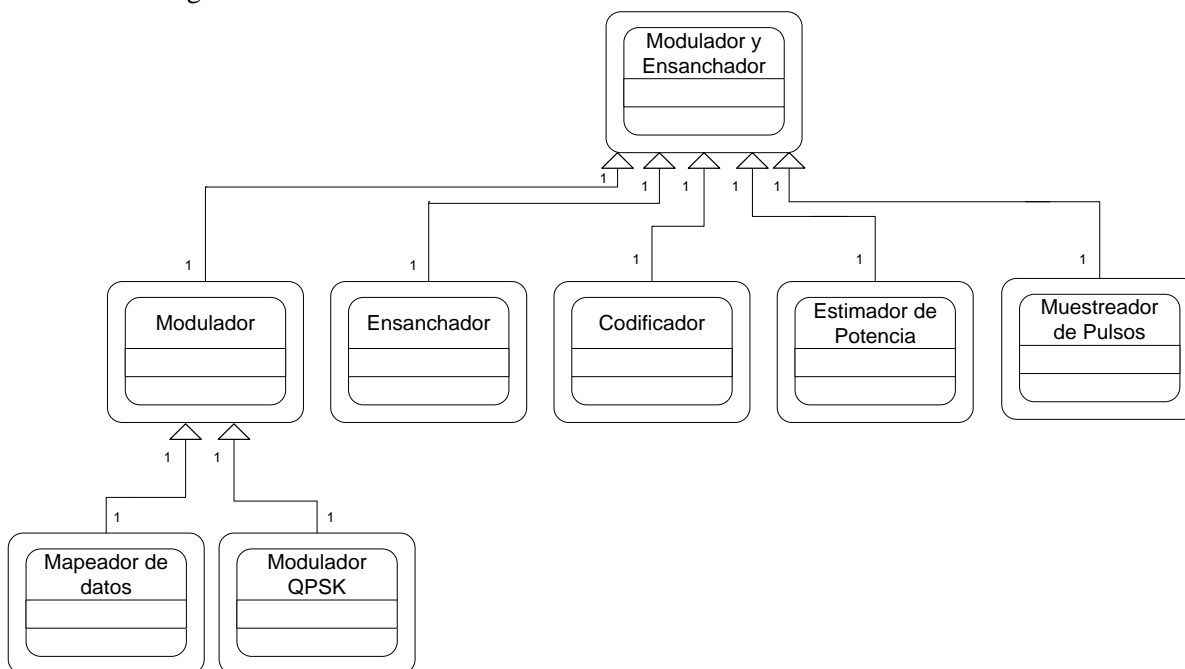 Modulador y
Ensanchador
1
1
1
1
1
1
1
1
1
1
Modulador
Ensanchador
Codificador
Estimador de
Potencia
Muestreador
de Pulsos
1
1
1
1
Mapeador de
datos
Modulador
QPSK